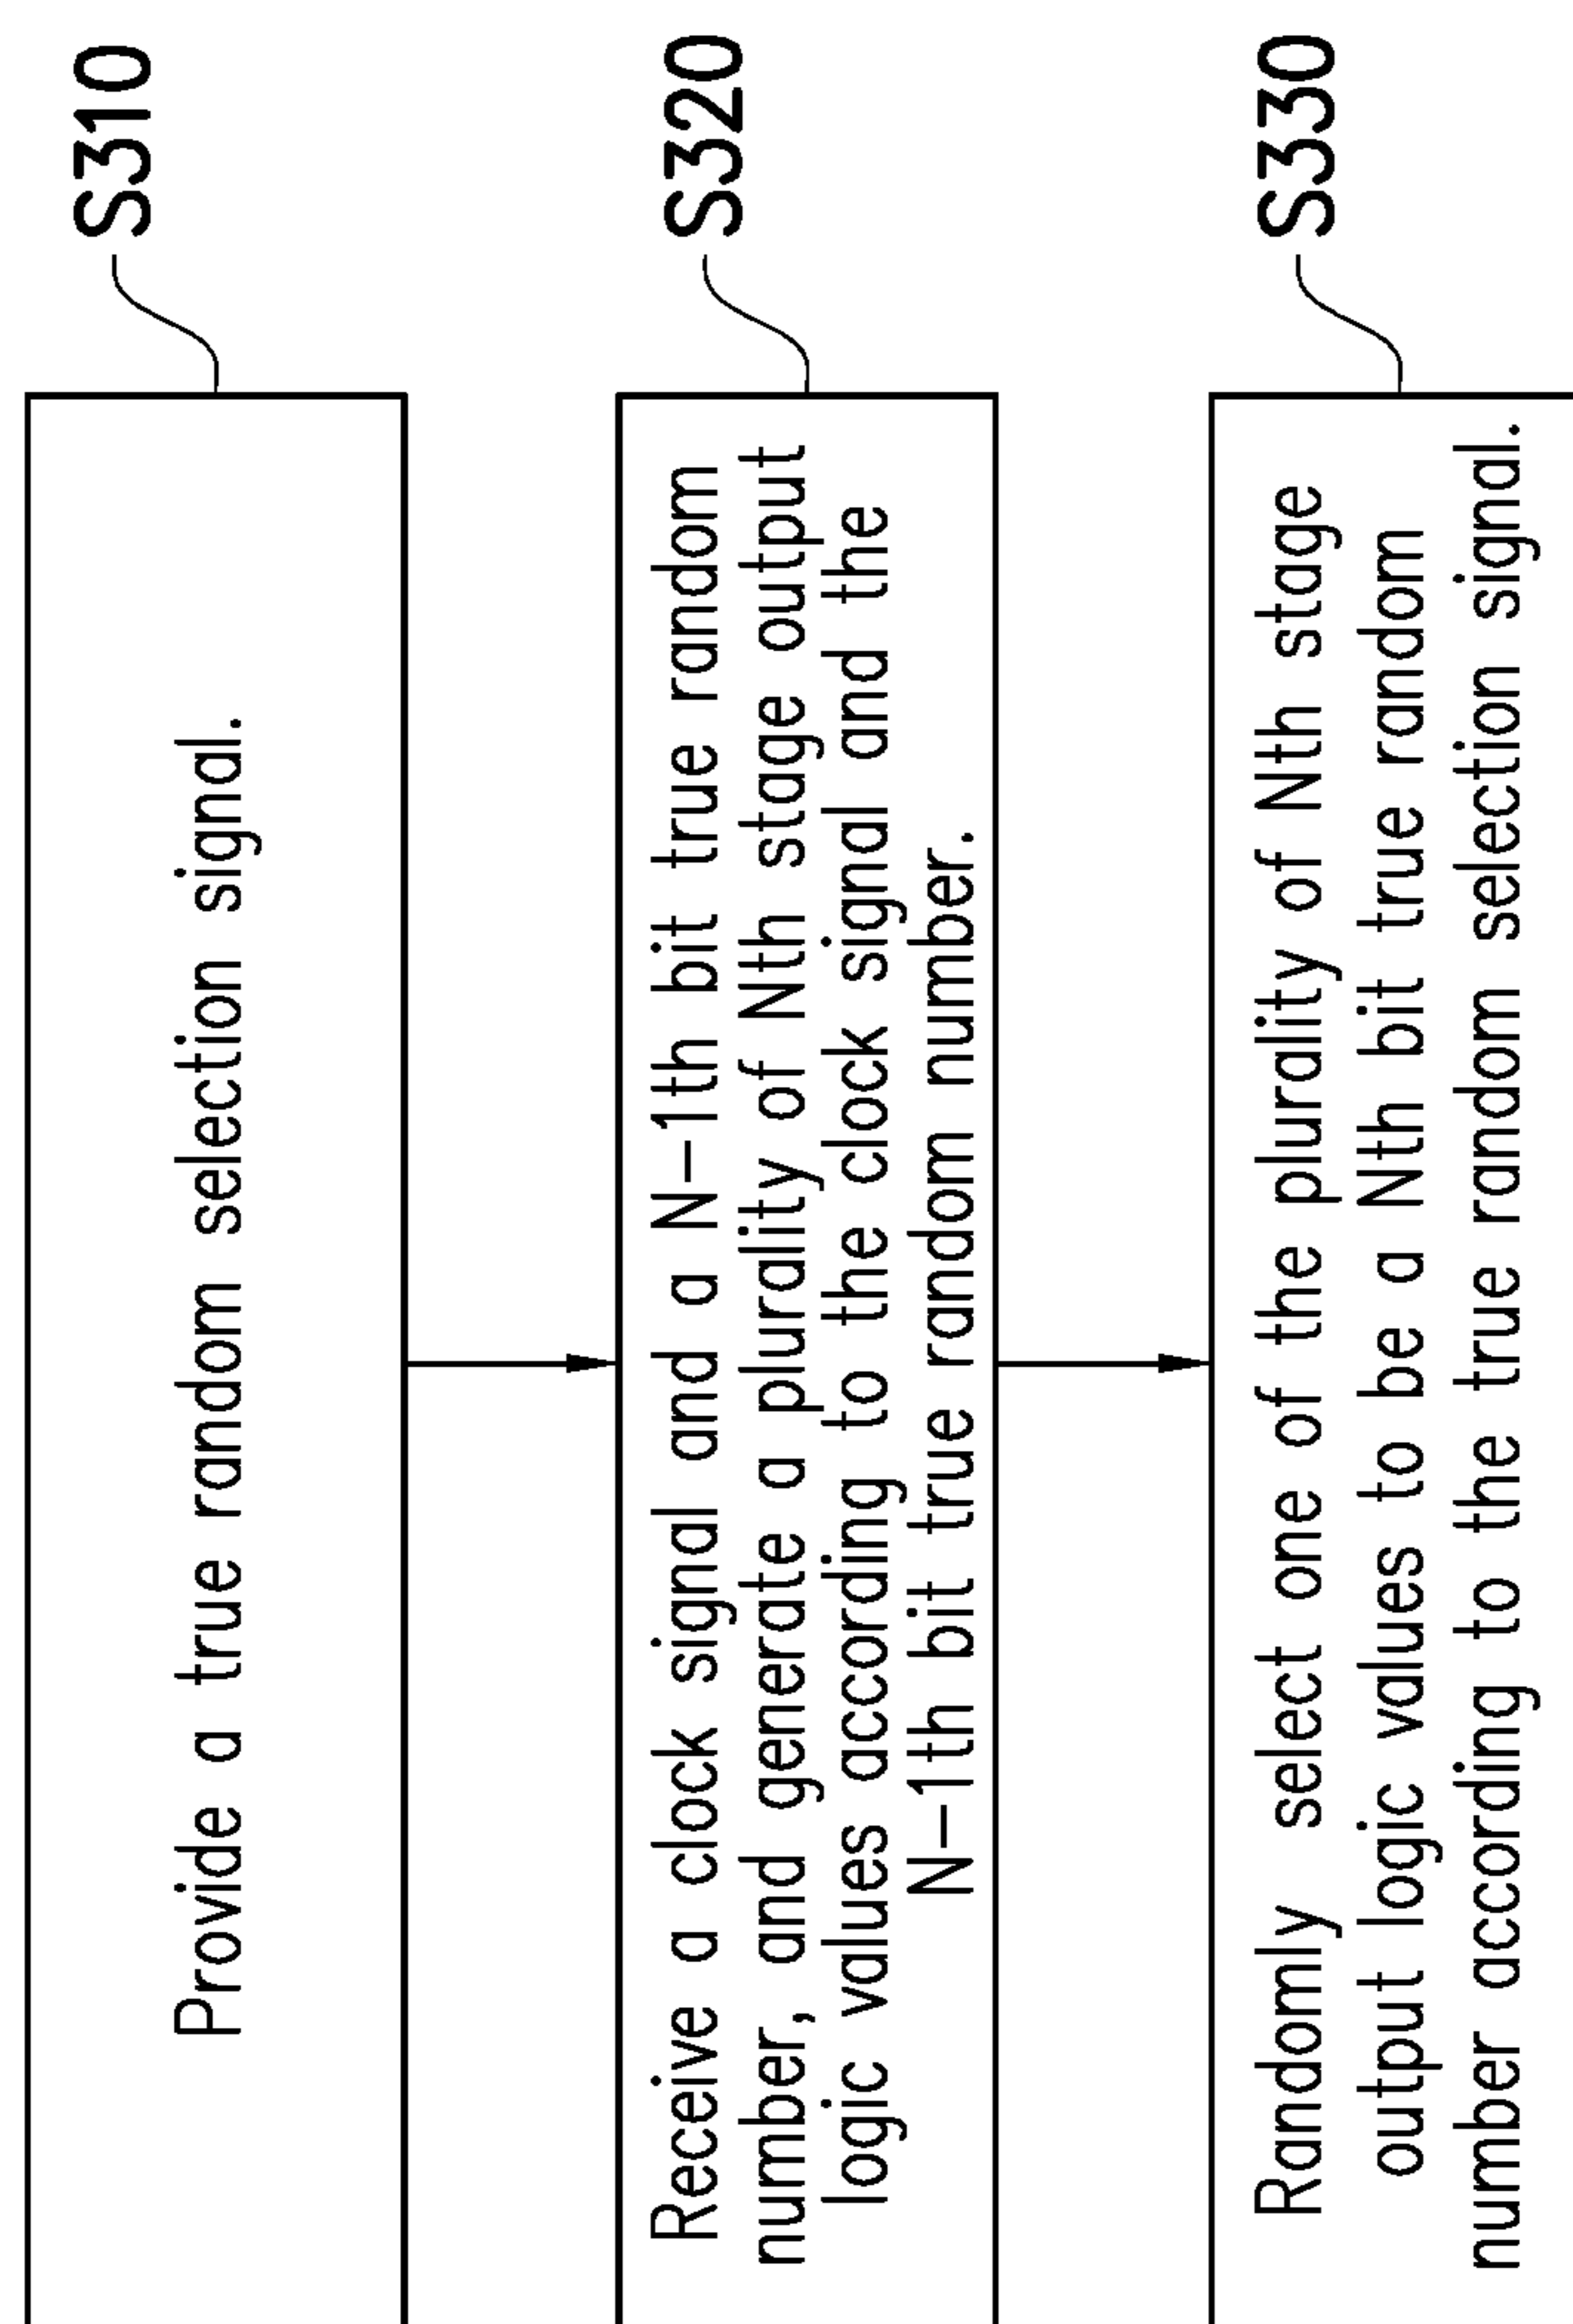 S310
Provide a true random selection signal.
S320
Receive a clock signal and a N-1th bit true random
number, and generate a plurality of Nth stage output
logic values according to the clock signal and the
N-1th bit true random number.
S330
Randomly select one of the plurality of Nth stage
output logic values to be a Nth bit true random
number according to the true random selection signal.